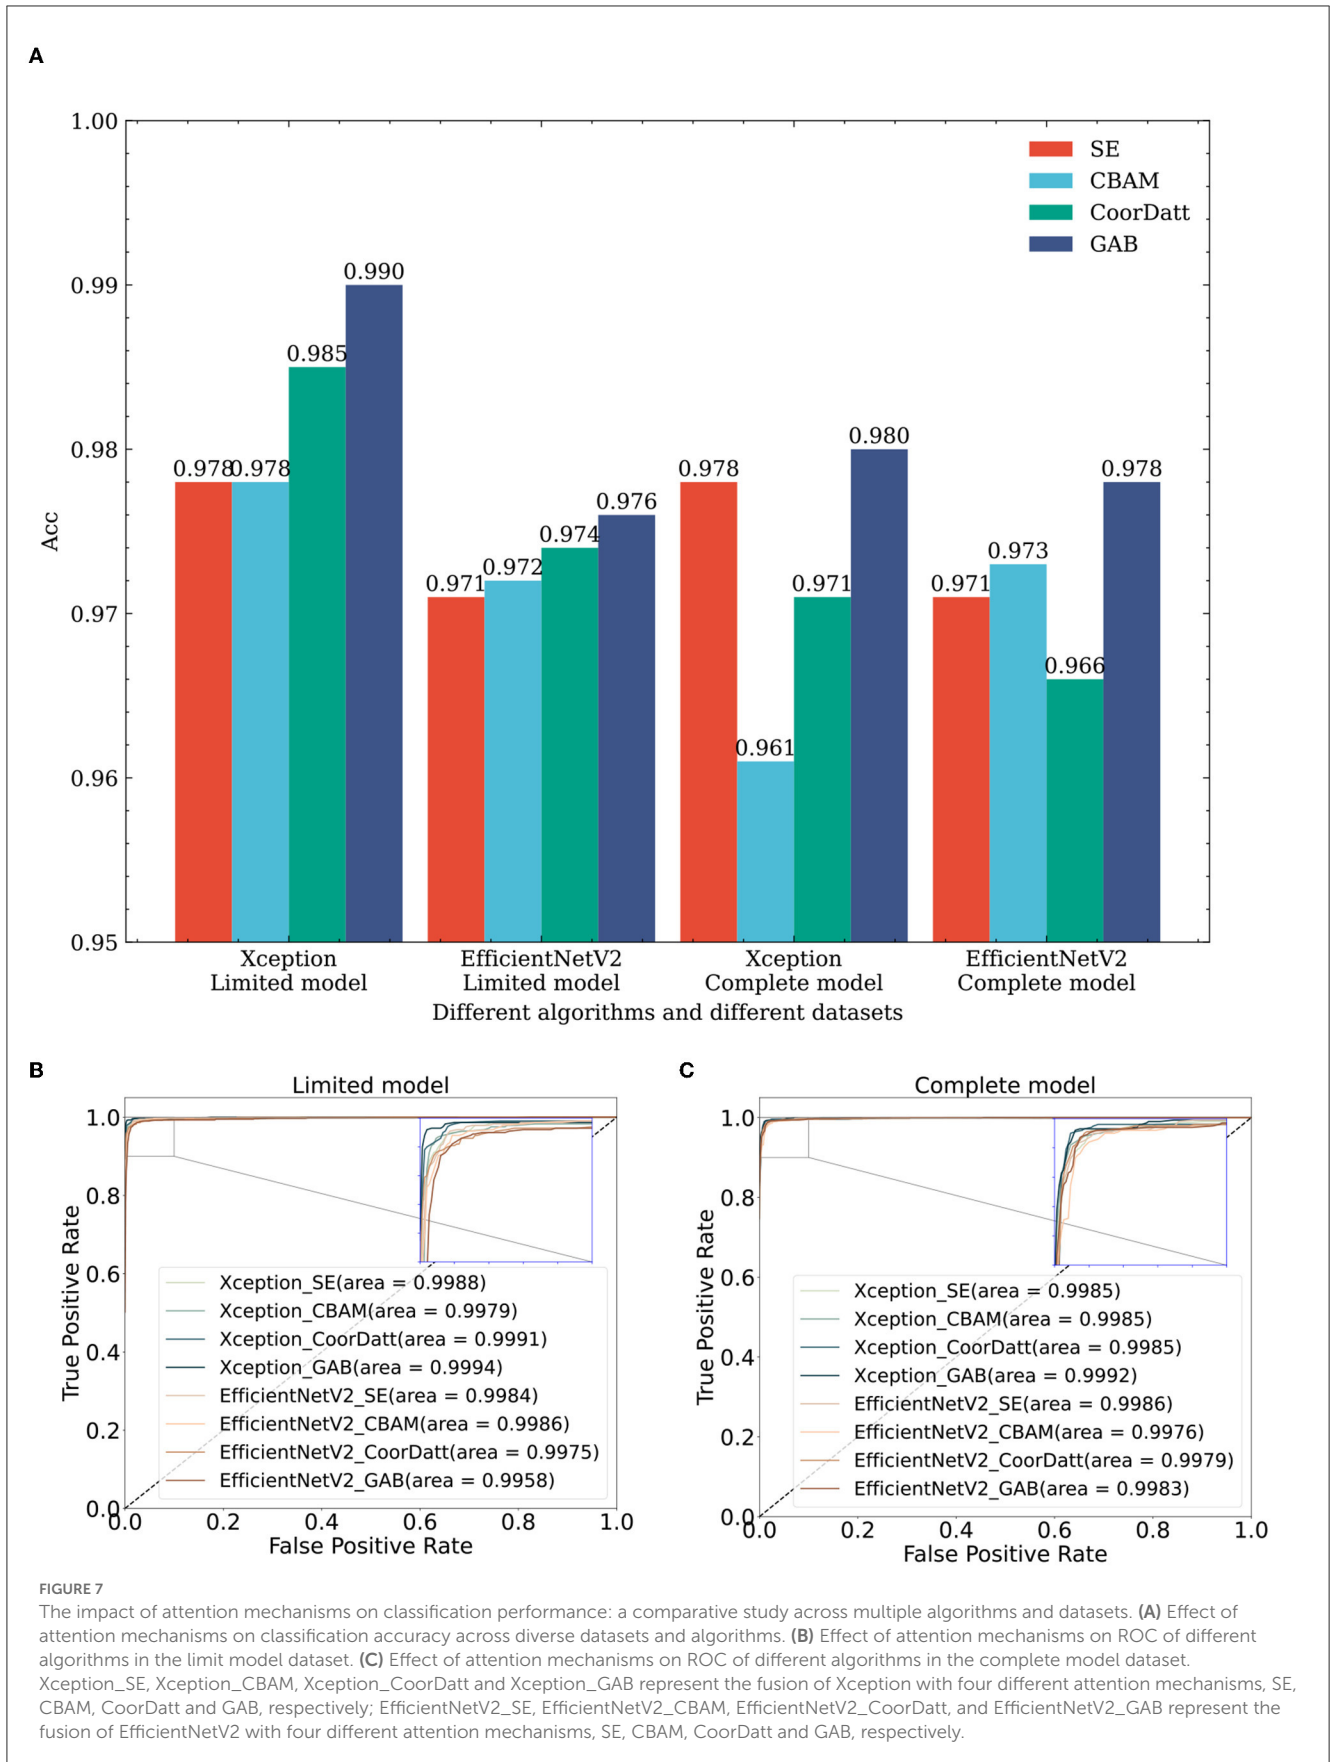 A
1.00
0.99
0.98
0.97
0.96
0.95
Acc
SE
CBAM
CoorDatt
GAB
0.978
0.978
0.985
0.990
0.971
0.972
0.974
0.976
0.978
0.961
0.971
0.980
0.971
0.973
0.966
0.978
Xception
Limited model
EfficientNetV2
Limited model
Xception
Complete model
EfficientNetV2
Complete model
Different algorithms and different datasets
B
Limited model
True Positive Rate
1.0
0.8
0.6
0.4
0.2
0.0
Xception_SE(area = 0.9988)
Xception_CBAM(area = 0.9979)
Xception_CoorDatt(area = 0.9991)
Xception_GAB(area = 0.9994)
EfficientNetV2_SE(area = 0.9984)
EfficientNetV2_CBAM(area = 0.9986)
EfficientNetV2_CoorDatt(area = 0.9975)
EfficientNetV2_GAB(area = 0.9958)
0.0 0.2 0.4 0.6 0.8 1.0
False Positive Rate
C
Complete model
True Positive Rate
1.0
0.8
0.6
0.4
0.2
0.0
Xception_SE(area = 0.9985)
Xception_CBAM(area = 0.9985)
Xception_CoorDatt(area = 0.9985)
Xception_GAB(area = 0.9992)
EfficientNetV2_SE(area = 0.9986)
EfficientNetV2_CBAM(area = 0.9976)
EfficientNetV2_CoorDatt(area = 0.9979)
EfficientNetV2_GAB(area = 0.9983)
0.0 0.2 0.4 0.6 0.8 1.0
False Positive Rate
FIGURE 7
The impact of attention mechanisms on classification performance: a comparative study across multiple algorithms and datasets. (A) Effect of
attention mechanisms on classification accuracy across diverse datasets and algorithms. (B) Effect of attention mechanisms on ROC of different
algorithms in the limit model dataset. (C) Effect of attention mechanisms on ROC of different algorithms in the complete model dataset.
Xception_SE, Xception_CBAM, Xception_CoorDatt and Xception_GAB represent the fusion of Xception with four different attention mechanisms, SE,
CBAM, CoorDatt and GAB, respectively; EfficientNetV2_SE, EfficientNetV2_CBAM, EfficientNetV2_CoorDatt, and EfficientNetV2_GAB represent the
fusion of EfficientNetV2 with four different attention mechanisms, SE, CBAM, CoorDatt and GAB, respectively.